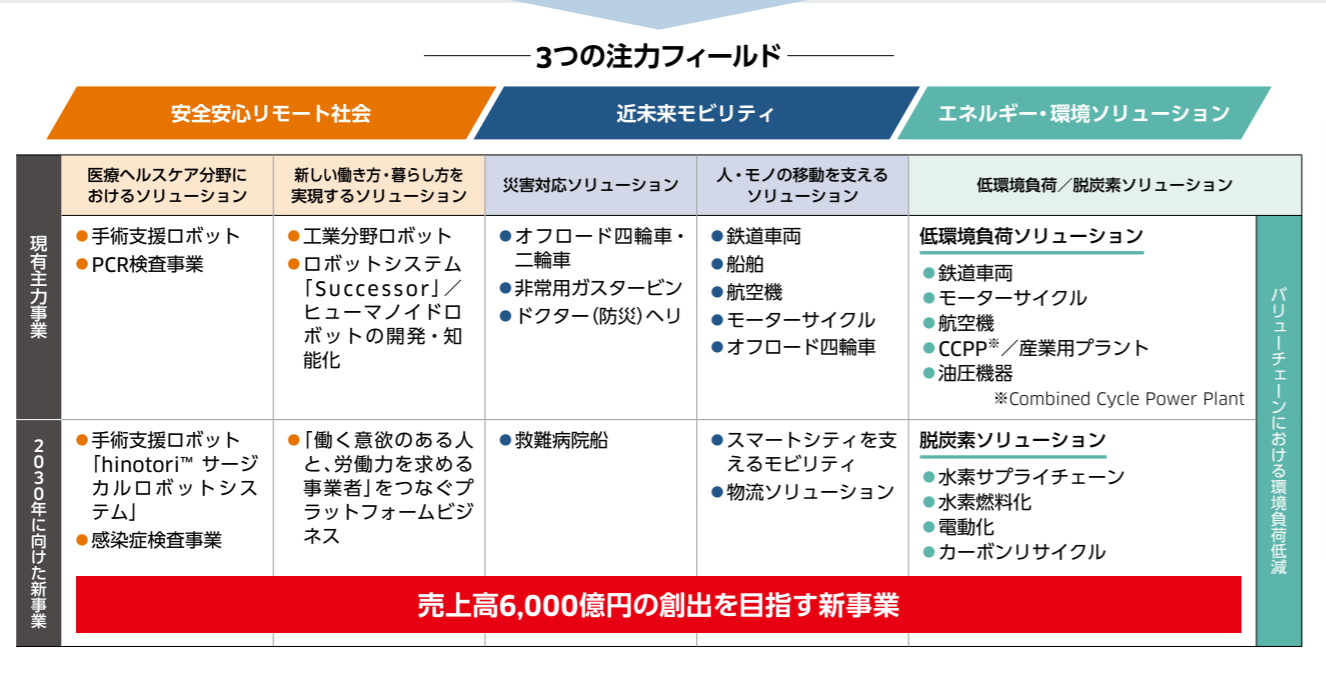 3つの注力フィールド
安全安心リモート社会
近未来モビリティ
エネルギー・環境ソリューション
医療ヘルスケア分野に
おけるソリューション
新しい働き方・暮らし方を
実現するソリューション
災害対応ソリューション
人・モノの移動を支える
ソリューション
低環境負荷／脱炭素ソリューション
現有主力事業
●手術支援ロボット
●PCR検査事業
●工業分野ロボット
●ロボットシステム
「Successor」／
ヒューマノイドロ
ボットの開発・知
能化
●オフロード四輪車・
二輪車
●非常用ガスタービン
●ドクター（防災）ヘリ
●鉄道車両
●船舶
●航空機
●モーターサイクル
●オフロード四輪車
低環境負荷ソリューション
●鉄道車両
●モーターサイクル
●航空機
●CCPP※／産業用プラント
●油圧機器
※Combined Cycle Power Plant
2030年に向けた新事業
●手術支援ロボット
「hinotori™ サージ
カルロボットシス
テム」
●感染症検査事業
●「働く意欲のある人
と、労働力を求める
事業者」をつなぐプ
ラットフォームビジ
ネス
●救難病院船
●スマートシティを支
えるモビリティ
●物流ソリューション
脱炭素ソリューション
●水素サプライチェーン
●水素燃料化
●電動化
●カーボンリサイクル
バリューチェーンにおける環境負荷低減
売上高6,000億円の創出を目指す新事業